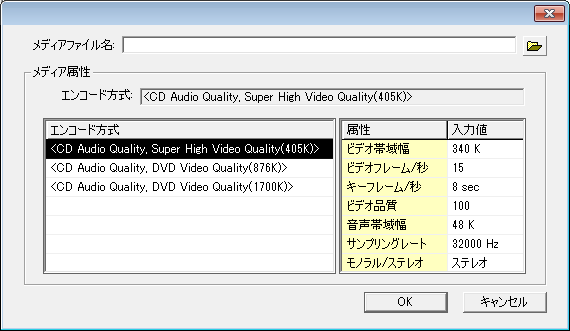 メディアファイル名:
メディア属性
エンコード方式: <CD Audio Quality, Super High Video Quality(405K)>
エンコード方式
<CD Audio Quality, Super High Video Quality(405K)>
<CD Audio Quality, DVD Video Quality(876K)>
<CD Audio Quality, DVD Video Quality(1700K)>
属性 入力値
ビデオ帯域幅 340 K
ビデオフレーム/秒 15
キーフレーム/秒 8 sec
ビデオ品質 100
音声帯域幅 48 K
サンプリングレート 32000 Hz
モノラル/ステレオ ステレオ
OK キャンセル